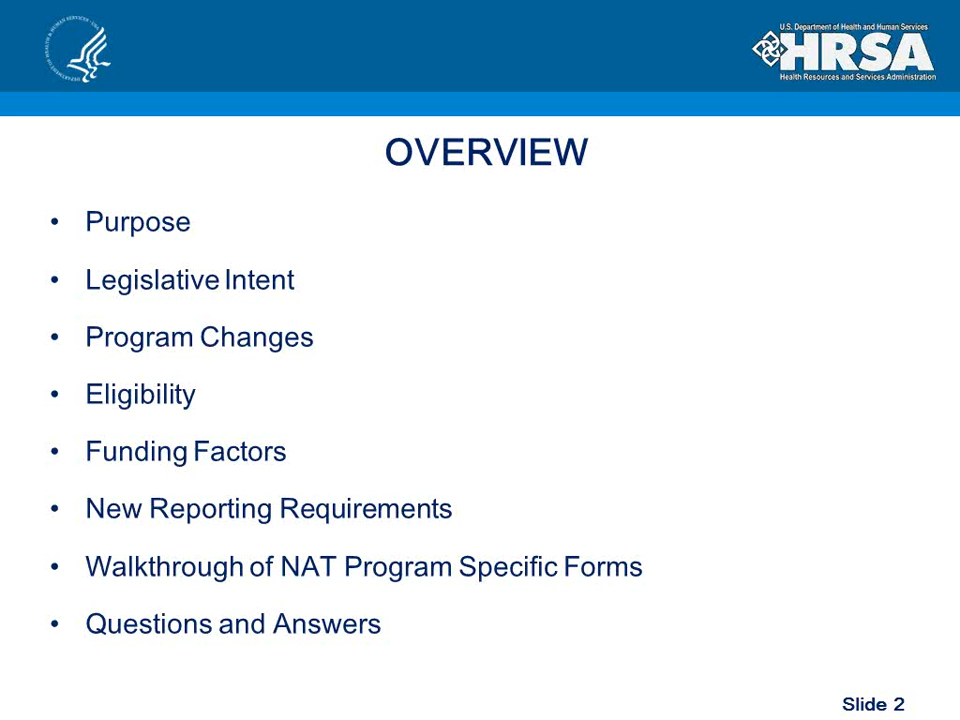 U.S. Department of Health and Human Services
HRSA
Health Resources and Services Administration
OVERVIEW
• Purpose
• Legislative Intent
• Program Changes
• Eligibility
• Funding Factors
• New Reporting Requirements
• Walkthrough of NAT Program Specific Forms
• Questions and Answers
Slide 2